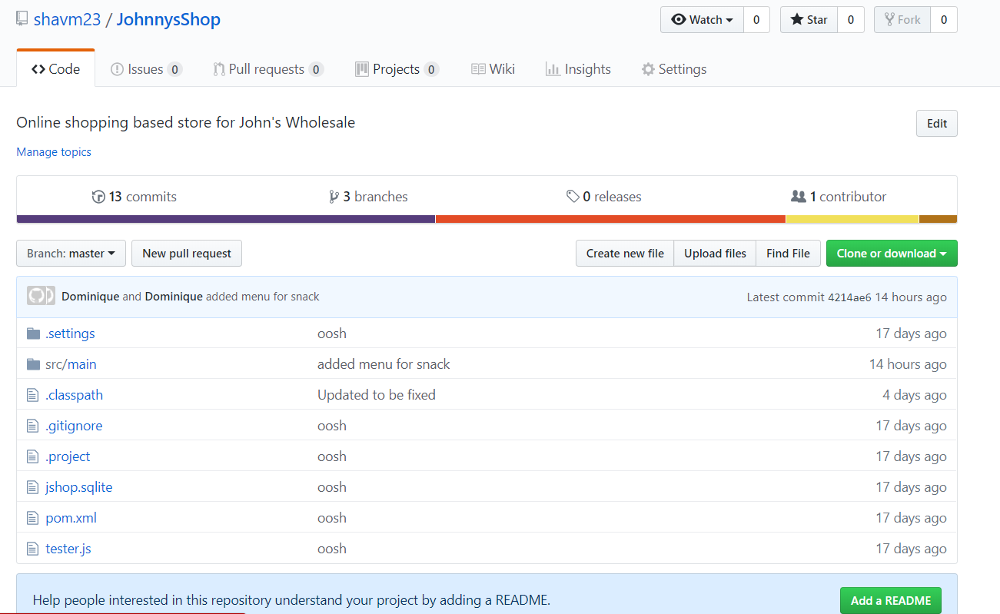 shavm23 / JohnnysShop
Watch 0 Star 0 Fork 0
Code Issues 0 Pull requests 0 Projects 0 Wiki Insights Settings
Online shopping based store for John's Wholesale
Edit
Manage topics
13 commits 3 branches 0 releases 1 contributor
Branch: master New pull request Create new file Upload files Find File Clone or download
Dominique and Dominique added menu for snack Latest commit 4214ae6 14 hours ago
.settings oosh 17 days ago
src/main added menu for snack 14 hours ago
.classpath Updated to be fixed 4 days ago
.gitignore oosh 17 days ago
.project oosh 17 days ago
jshop.sqlite oosh 17 days ago
pom.xml oosh 17 days ago
tester.js oosh 17 days ago
Help people interested in this repository understand your project by adding a README. Add a README